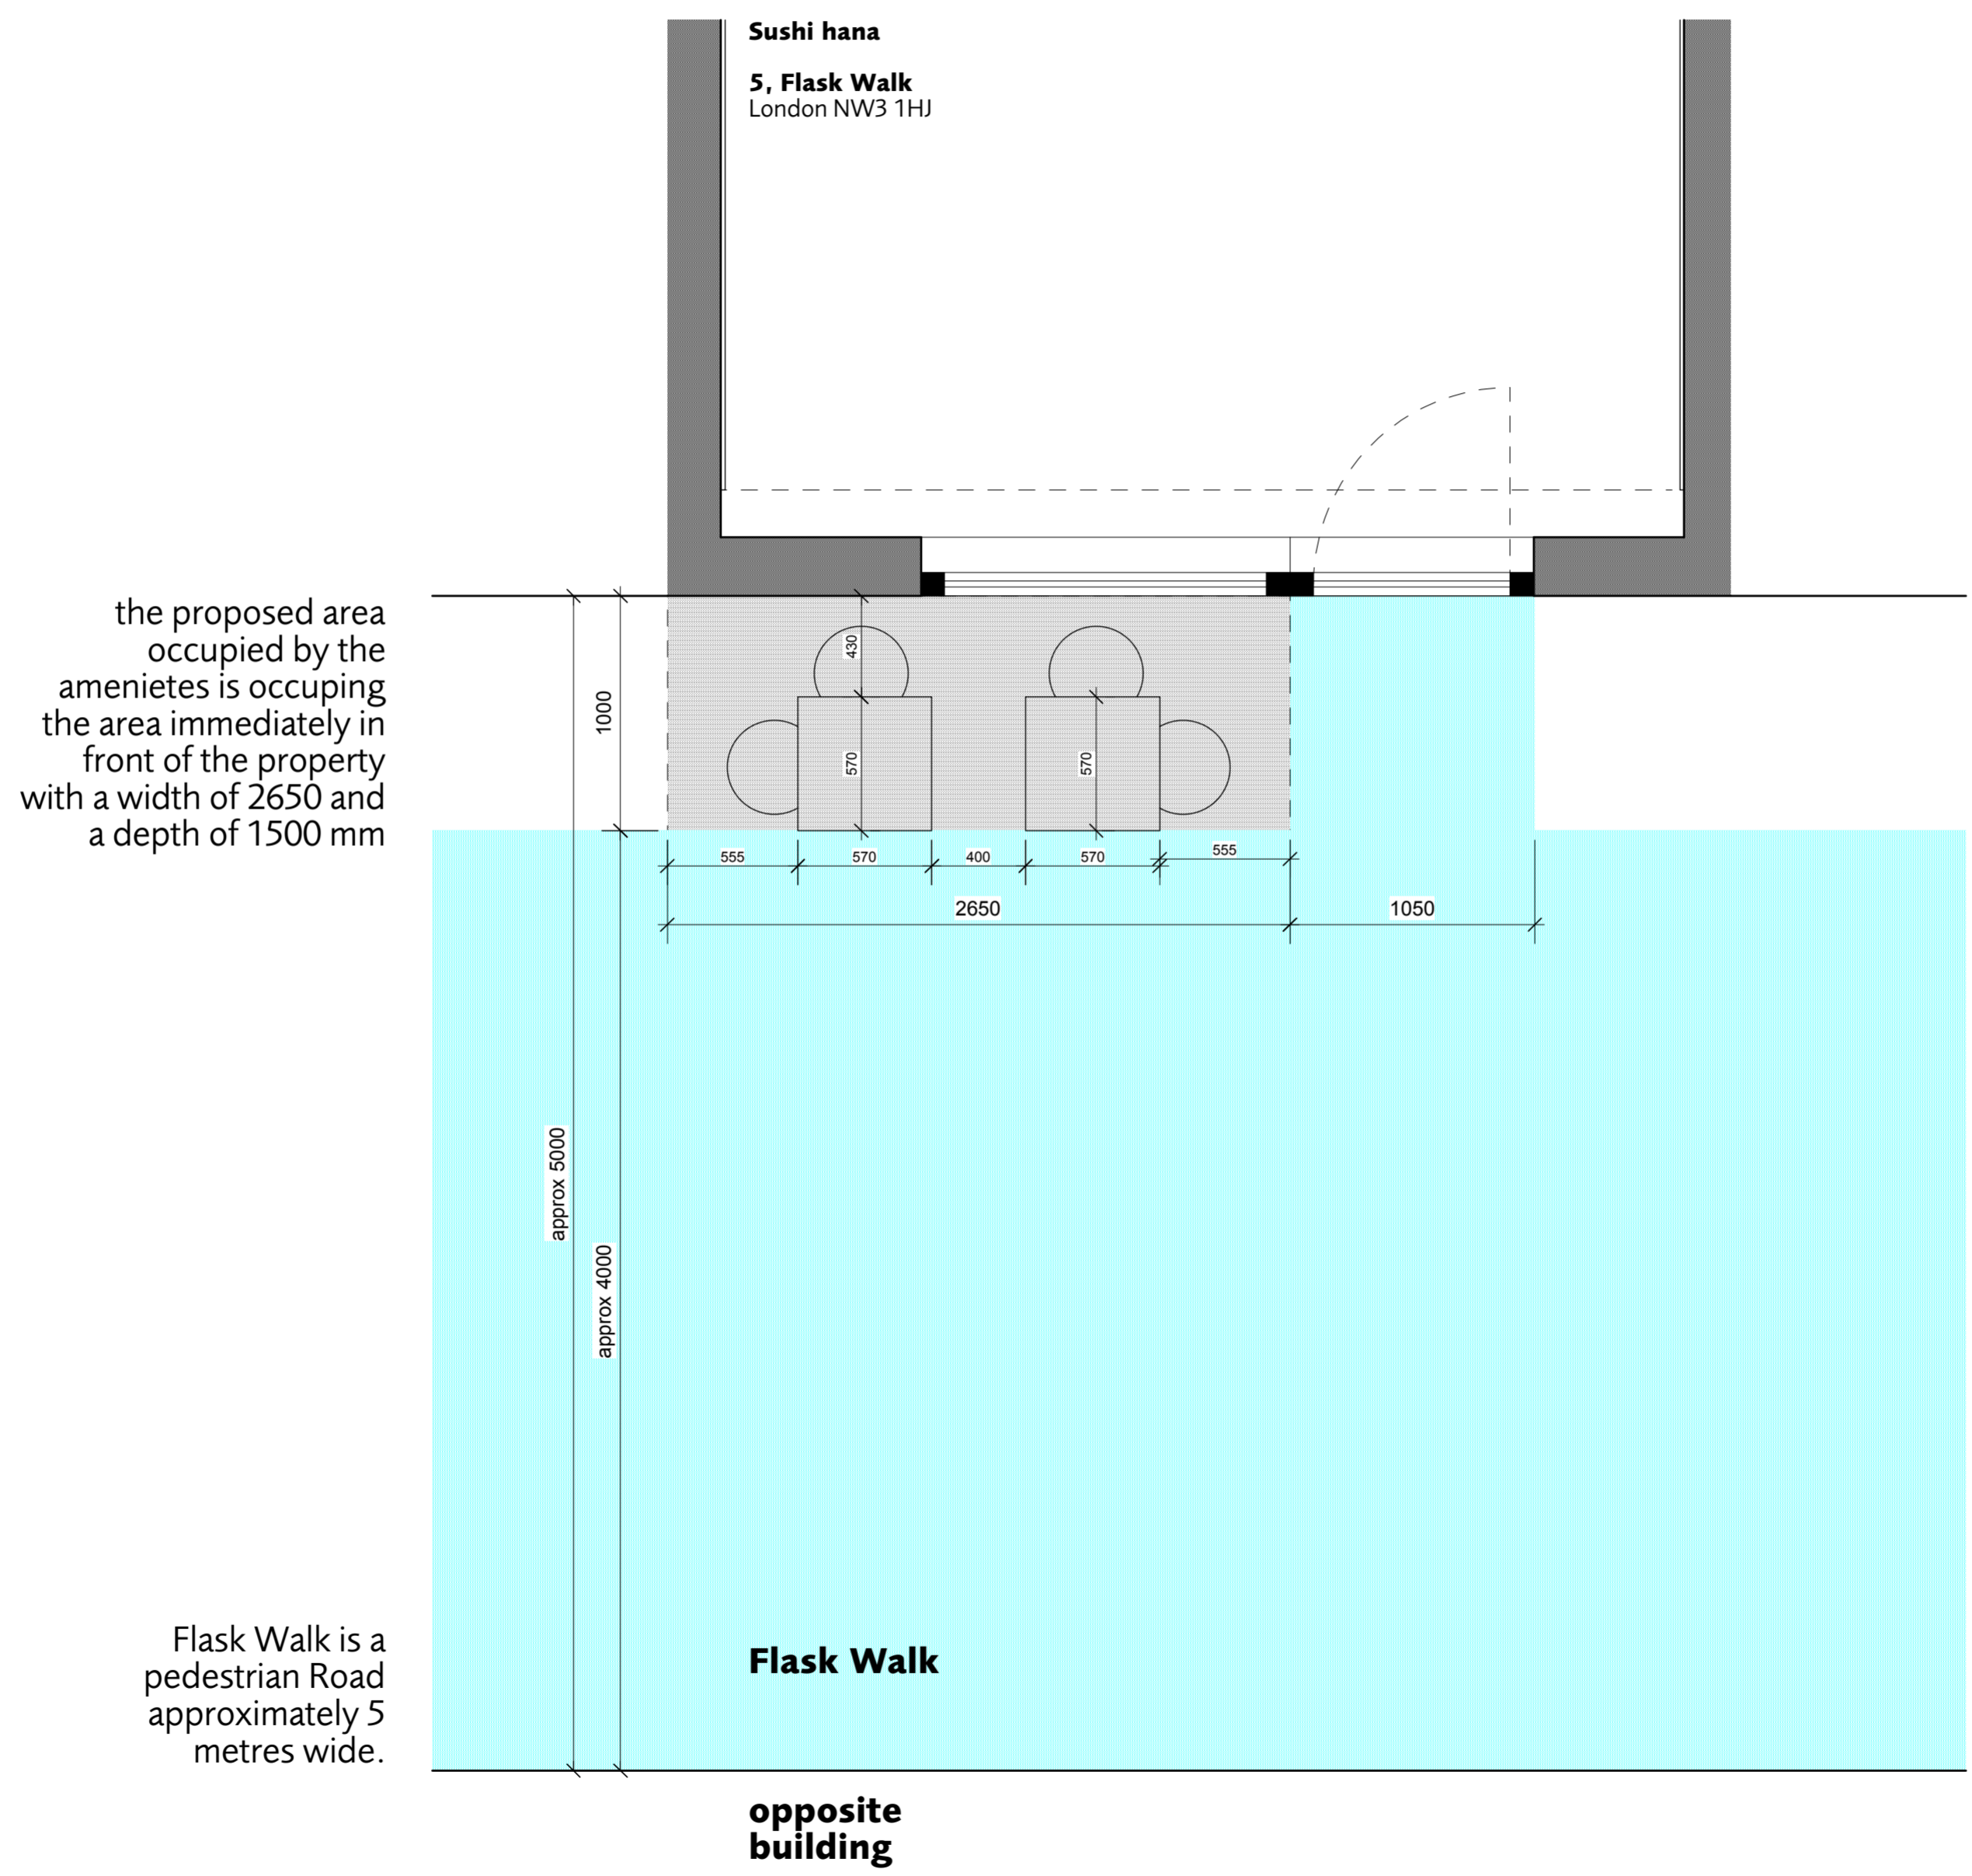 Sushi hana
5, Flask Walk
London NW3 1HJ
the proposed area
occupied by the
amenietes is occuping
the area immediately in
front of the property
with a width of 2650 and
a depth of 1500 mm
430
1000
570
570
555
570
400
570
555
2650
1050
approx 5000
approx 4000
Flask Walk is a
pedestrian Road
approximately 5
metres wide.
Flask Walk
opposite
building